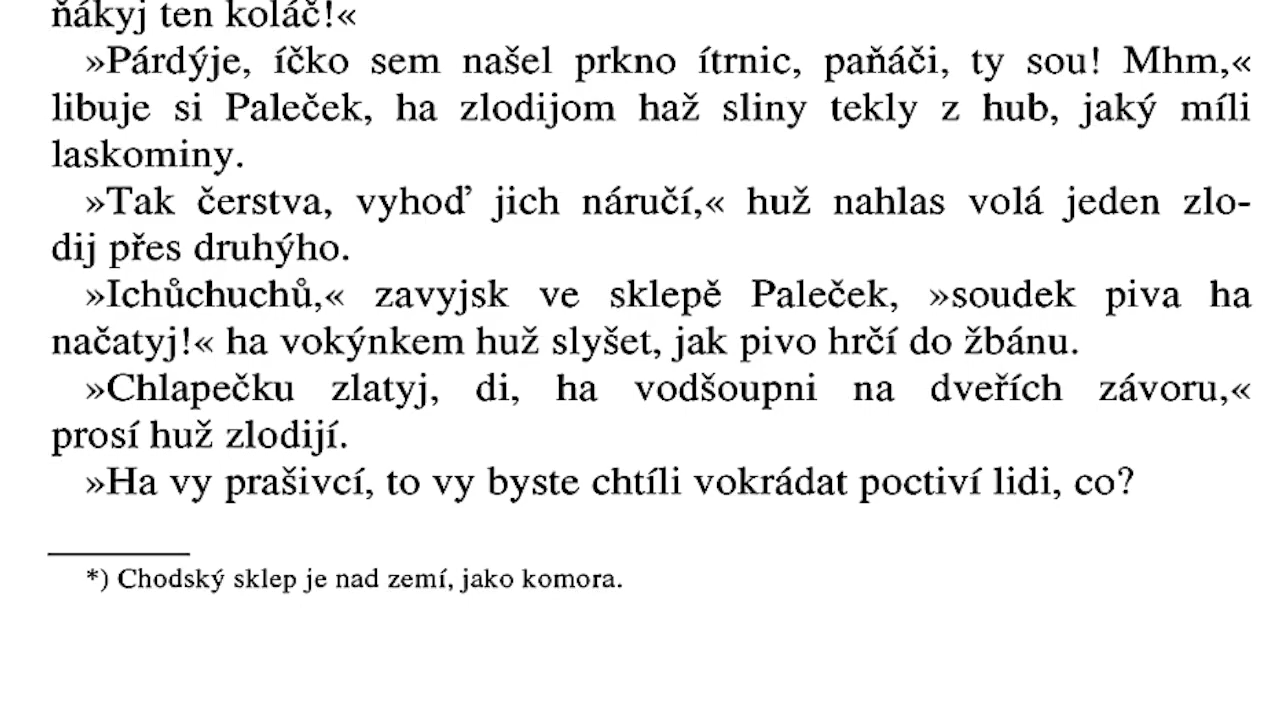 ňákyj ten koláč!«
»Párdýje, íčko sem našel prkno ítrnic, paňáči, ty sou! Mhm,«
libuje si Paleček, ha zlodijom haž sliny tekly z hub, jaký míli
laskominy.
»Tak čerstva, vyhoď jich náručí,« huž nahlas volá jeden zlo-
dij přes druhýho.
»Ichůchuchů,« zavyjsk ve sklepě Paleček, »soudek piva ha
načatyj!« ha vokýnkem huž slyšet, jak pivo hrčí do žbánu.
»Chlapečku zlatyj, di, ha vodšoupni na dveřích závoru,«
prosí huž zlodijí.
»Ha vy prašivcí, to vy byste chtíli vokrádat poctiví lidi, co?
*) Chodský sklep je nad zemí, jako komora.